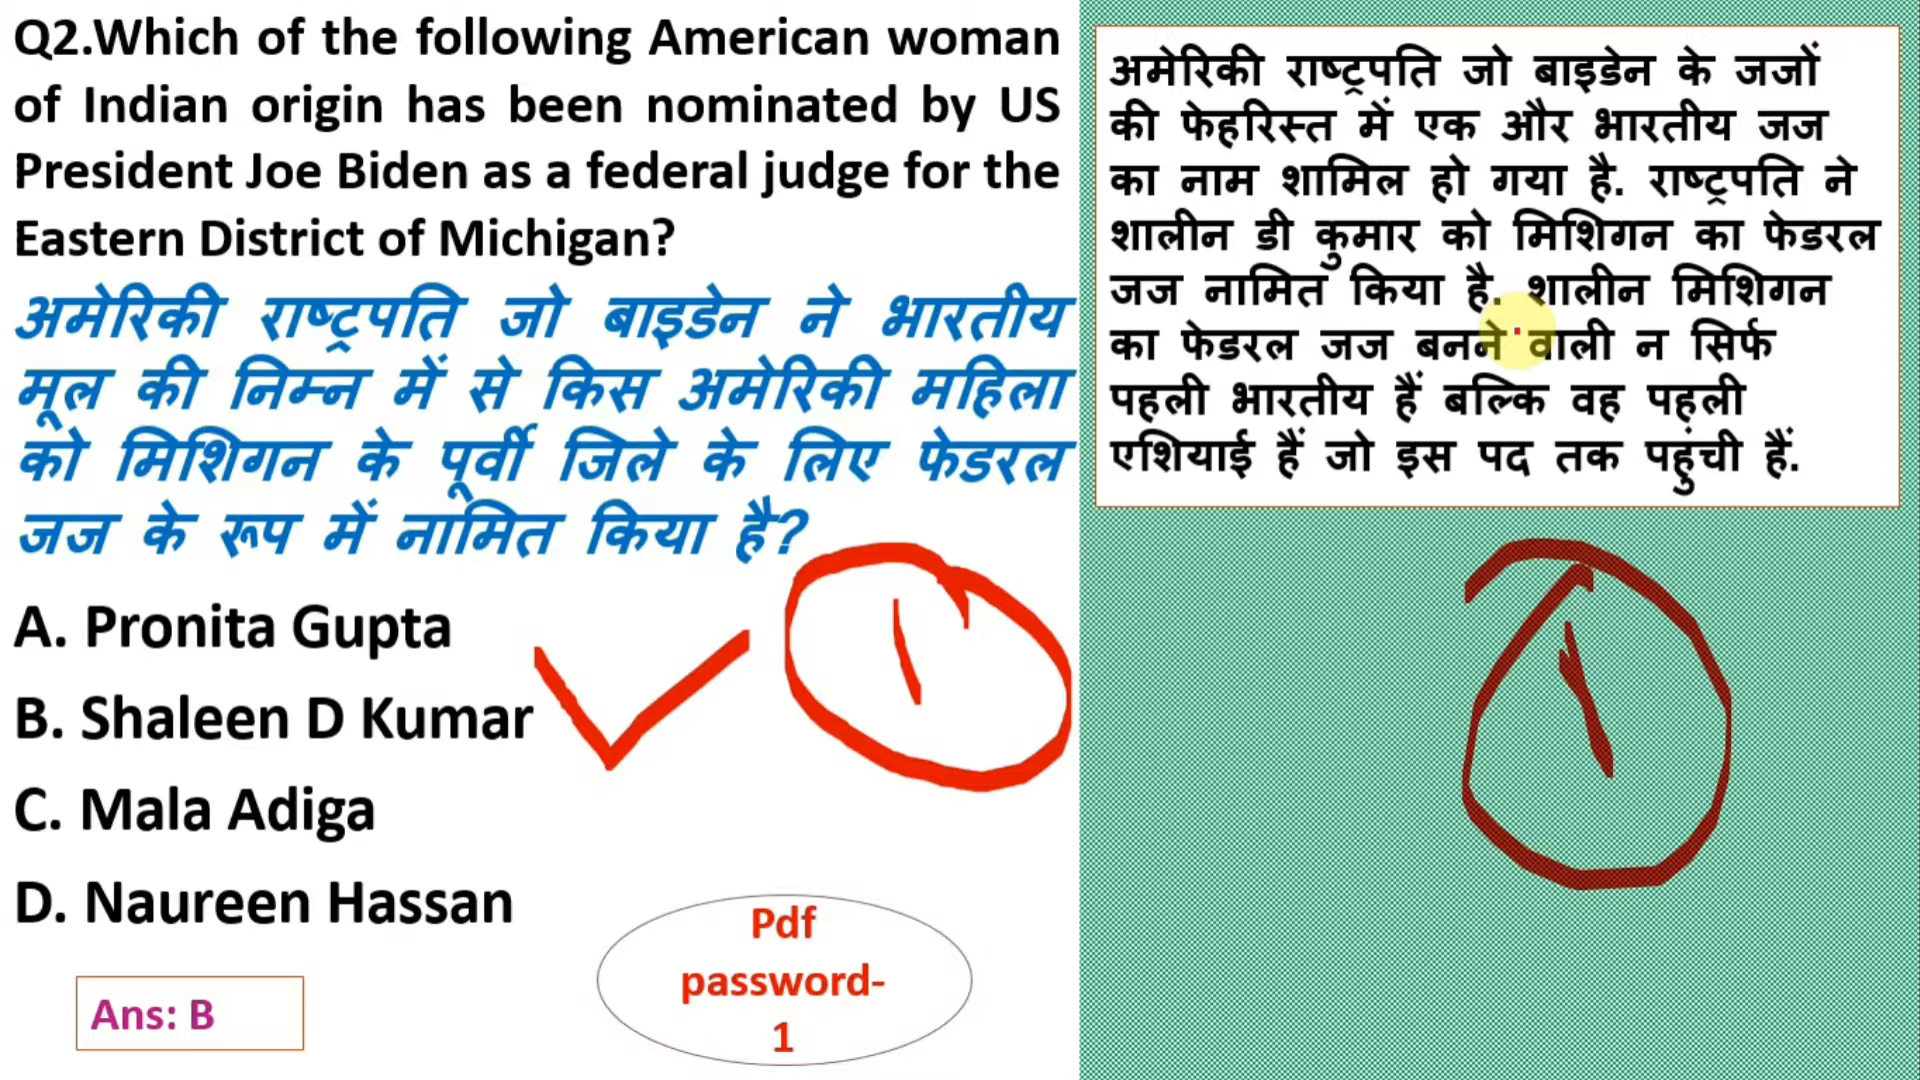 Q2.Which of the following American woman
of Indian origin has been nominated by US
President Joe Biden as a federal judge for the
Eastern District of Michigan?
अमेरिकी राष्ट्रपति जो बाइडेन ने भारतीय
मूल की निम्न में से किस अमेरिकी महिला
को मिशिगन के पूर्वी जिले के लिए फेडरल
जज के रूप में नामित किया है?
A. Pronita Gupta
B. Shaleen D Kumar
C. Mala Adiga
D. Naureen Hassan
Ans: B
Pdf
password-
1
1
अमेरिकी राष्ट्रपति जो बाइडेन के जजों
की फेहरिस्त में एक और भारतीय जज
का नाम शामिल हो गया है. राष्ट्रपति ने
शालीन डी कुमार को मिशिगन का फेडरल
जज नामित किया है. शालीन मिशिगन
का फेडरल जज बनने वाली न सिर्फ
पहली भारतीय हैं बल्कि वह पहली
एशियाई हैं जो इस पद तक पहुंची हैं.
1